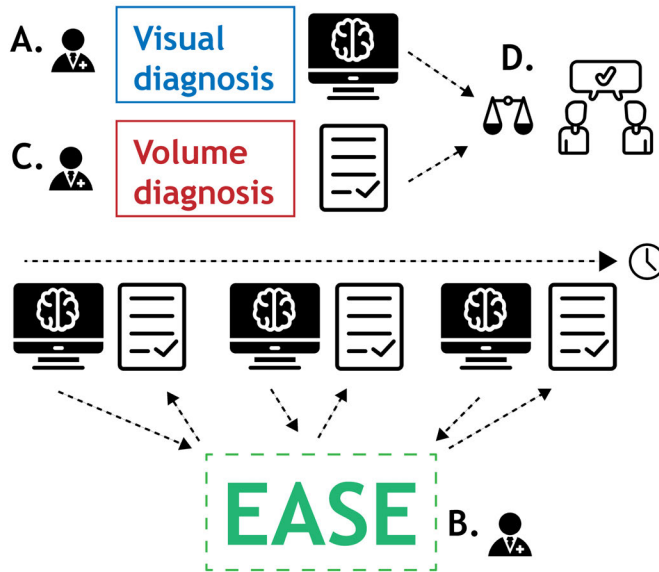 A.
Visual
diagnosis
D.
C.
Volume
diagnosis
EASE
B.